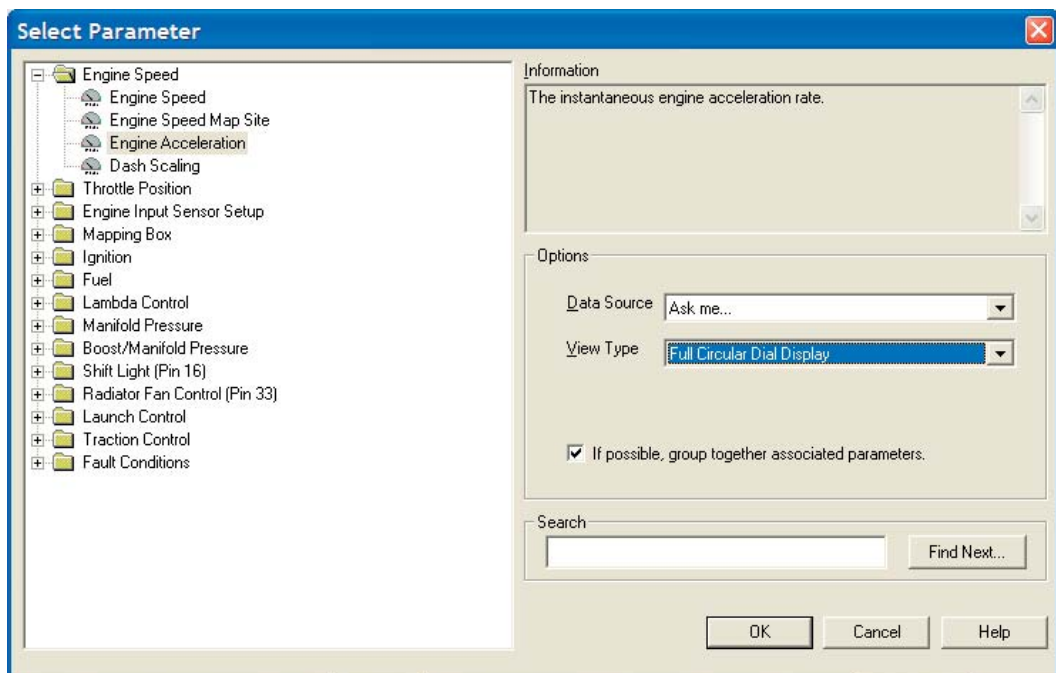 Select Parameter
Engine Speed
Engine Speed
Engine Speed Map Site
Engine Acceleration
Dash Scaling
Throttle Position
Engine Input Sensor Setup
Mapping Box
Ignition
Fuel
Lambda Control
Manifold Pressure
Boost/Manifold Pressure
Shift Light (Pin 16)
Radiator Fan Control (Pin 33)
Launch Control
Traction Control
Fault Conditions
Information
The instantaneous engine acceleration rate.
Options
Data Source Ask me...
View Type Full Circular Dial Display
If possible, group together associated parameters.
Search
Find Next...
OK Cancel Help